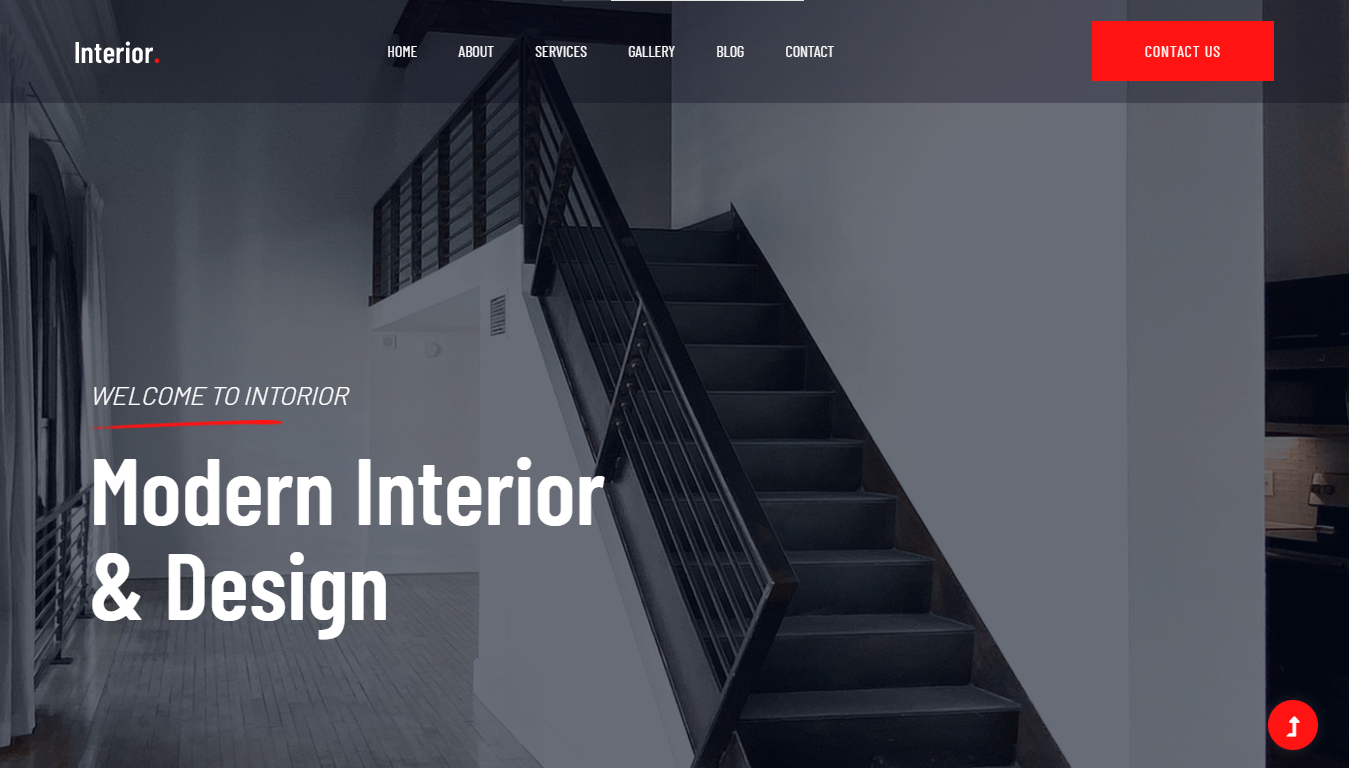 Interior.
HOME ABOUT SERVICES GALLERY BLOG CONTACT
CONTACT US
WELCOME TO INTORIOR
Modern Interior
& Design